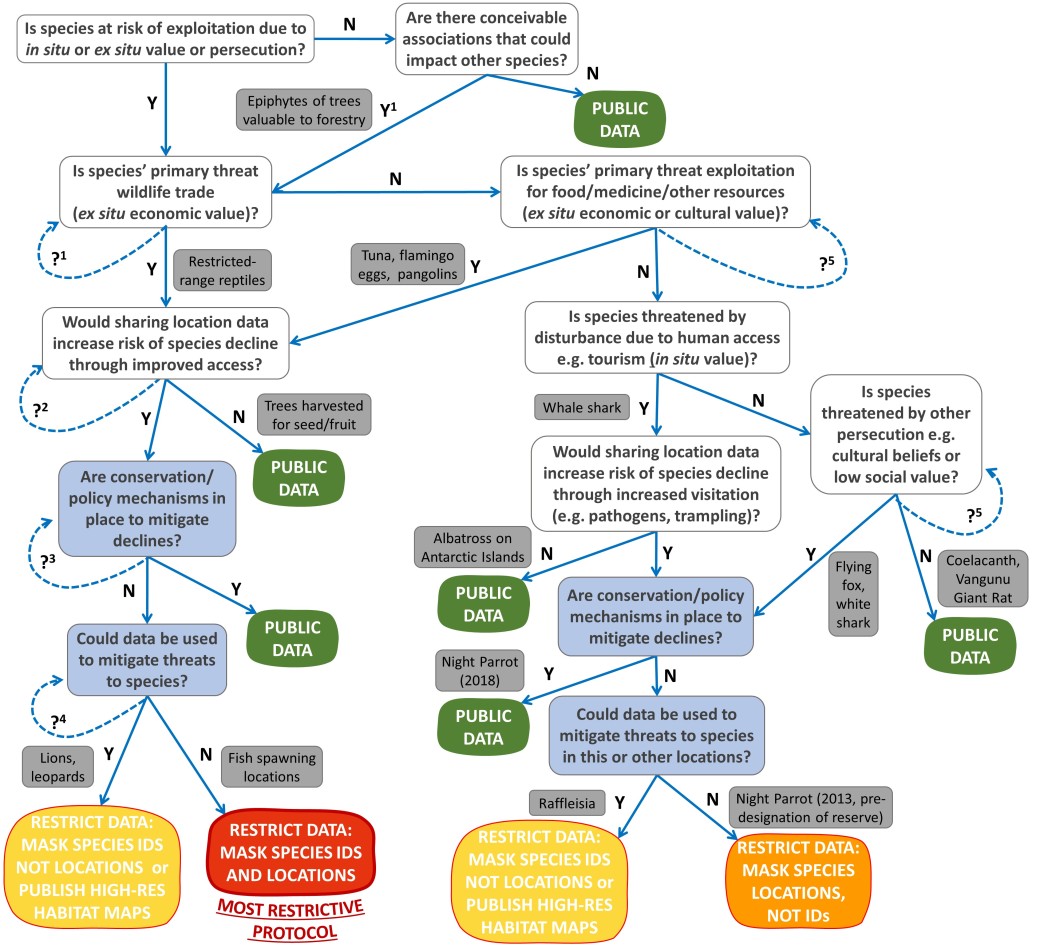 Is species at risk of exploitation due to
in situ or ex situ value or persecution?
N
Are there conceivable
associations that could
impact other species?
N
PUBLIC
DATA
Y
Epiphytes of trees
valuable to forestry
Y¹
Is species’ primary threat
wildlife trade
(ex situ economic value)?
N
Is species’ primary threat exploitation
for food/medicine/other resources
(ex situ economic or cultural value)?
?¹
Y
Restricted-
range reptiles
Tuna, flamingo
eggs, pangolins
Y
N
?⁵
Would sharing location data
increase risk of species decline
through improved access?
Is species threatened by
disturbance due to human access
e.g. tourism (in situ value)?
?²
Y
N
Trees harvested
for seed/fruit
PUBLIC
DATA
Whale shark
Y
N
Is species
threatened by other
persecution e.g.
cultural beliefs or
low social value?
Would sharing location data
increase risk of species decline
through increased visitation
(e.g. pathogens, trampling)?
?⁵
Are conservation/
policy mechanisms in
place to mitigate
declines?
?³
N
Y
PUBLIC
DATA
Albatross on
Antarctic Islands
N
Y
PUBLIC
DATA
Y
Flying
fox,
white
shark
N
Coelacanth,
Vangunu
Giant Rat
PUBLIC
DATA
Are conservation/policy
mechanisms in place to
mitigate declines?
Could data be used
to mitigate threats
to species?
?⁴
Night Parrot
(2018)
Y
N
PUBLIC
DATA
Could data be used to
mitigate threats to species
in this or other locations?
Lions,
leopards
Y
N
Fish spawning
locations
Raffleisia
Y
N
Night Parrot (2013, pre-
designation of reserve)
RESTRICT DATA:
MASK SPECIES IDS
NOT LOCATIONS or
PUBLISH HIGH-RES
HABITAT MAPS
RESTRICT DATA:
MASK SPECIES IDS
AND LOCATIONS
MOST RESTRICTIVE
PROTOCOL
RESTRICT DATA:
MASK SPECIES IDS
NOT LOCATIONS or
PUBLISH HIGH-RES
HABITAT MAPS
RESTRICT DATA:
MASK SPECIES
LOCATIONS,
NOT IDs